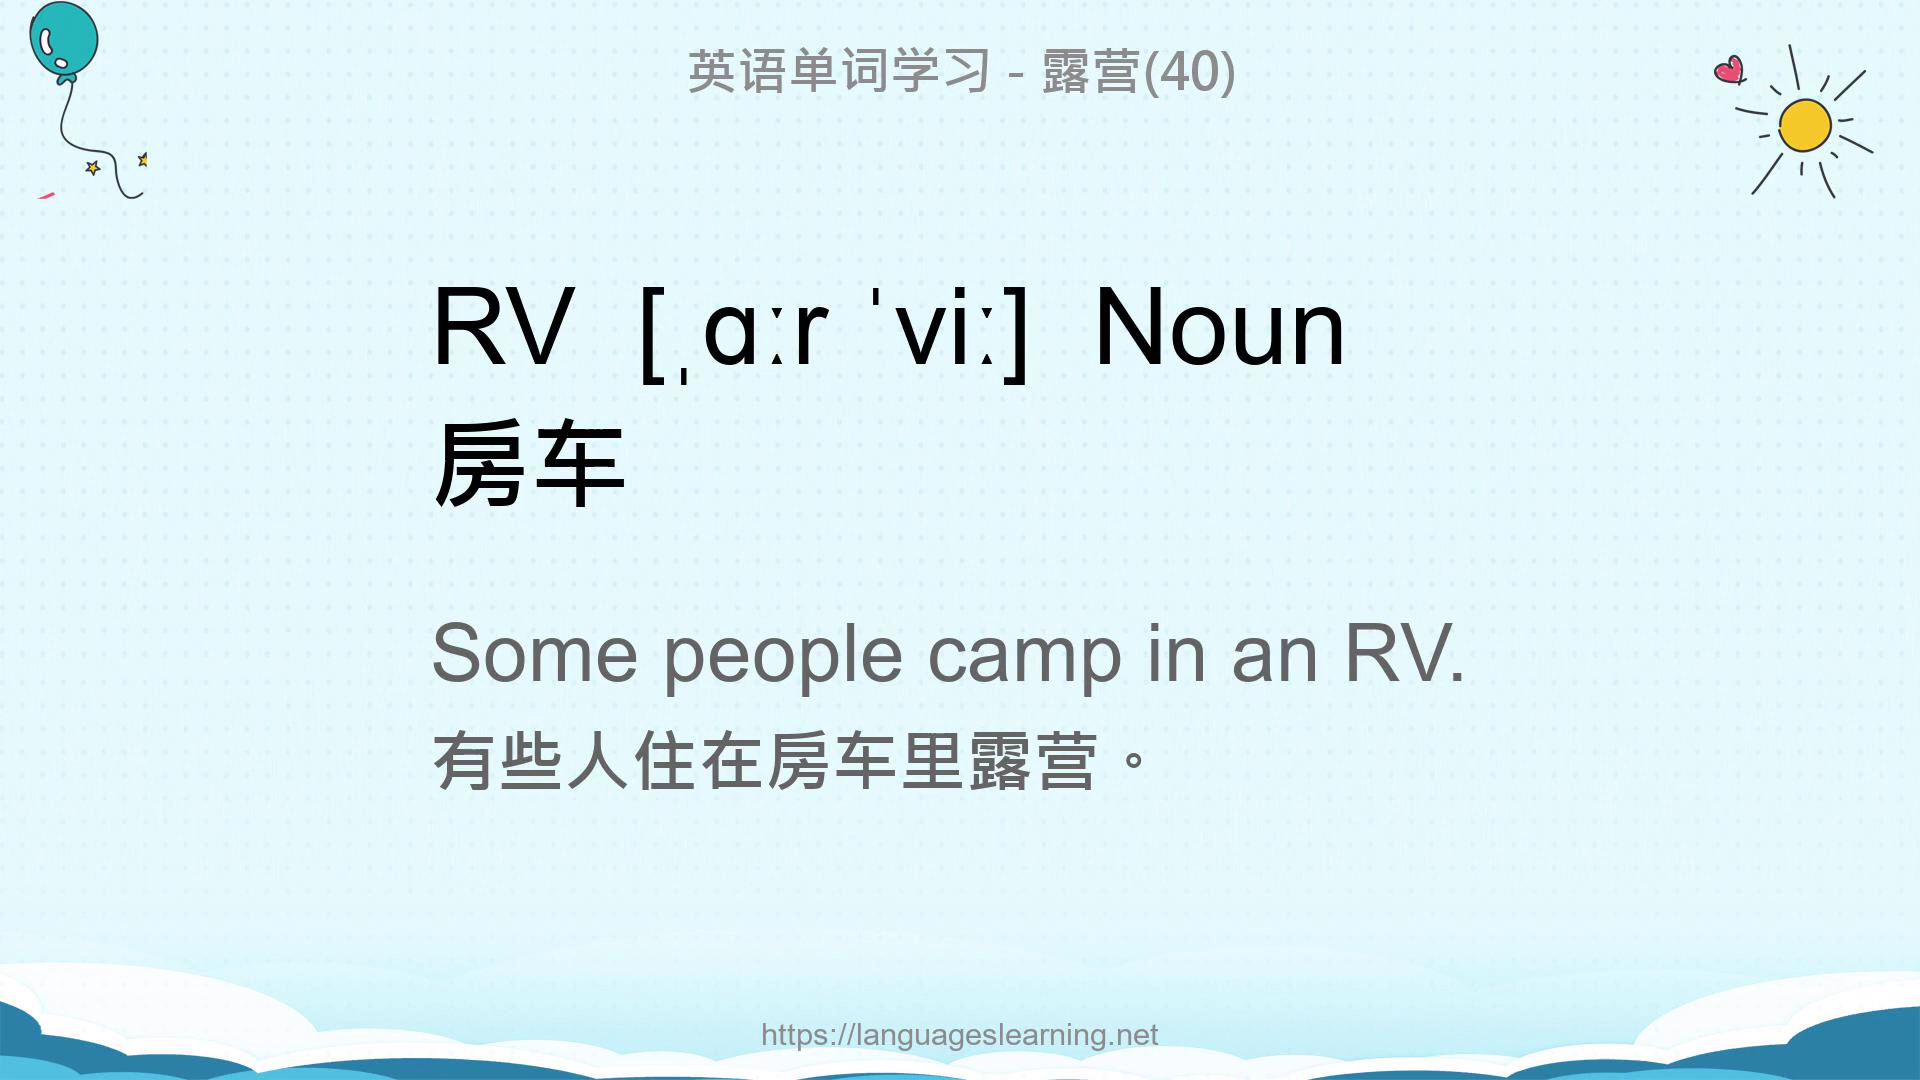 英语单词学习 - 露营(40)
RV [ˌɑːr ˈviː] Noun
房车
Some people camp in an RV.
有些人住在房车里露营。
https://languageslearning.net